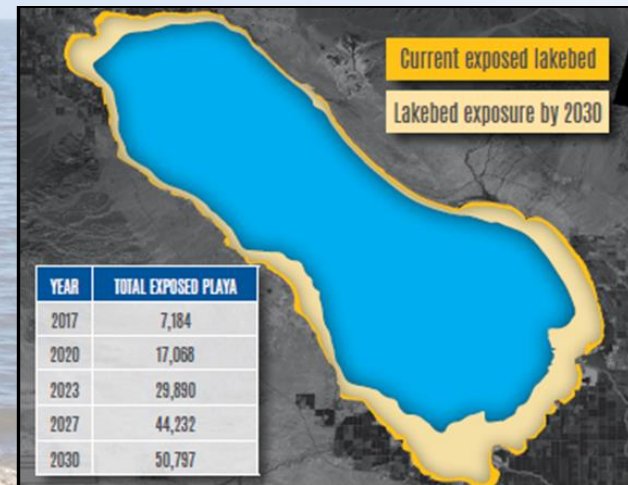 Current exposed lakebed
Lakebed exposure by 2030
YEAR TOTAL EXPOSED PLAYA
2017 7,184
2020 17,068
2023 29,890
2027 44,232
2030 50,797